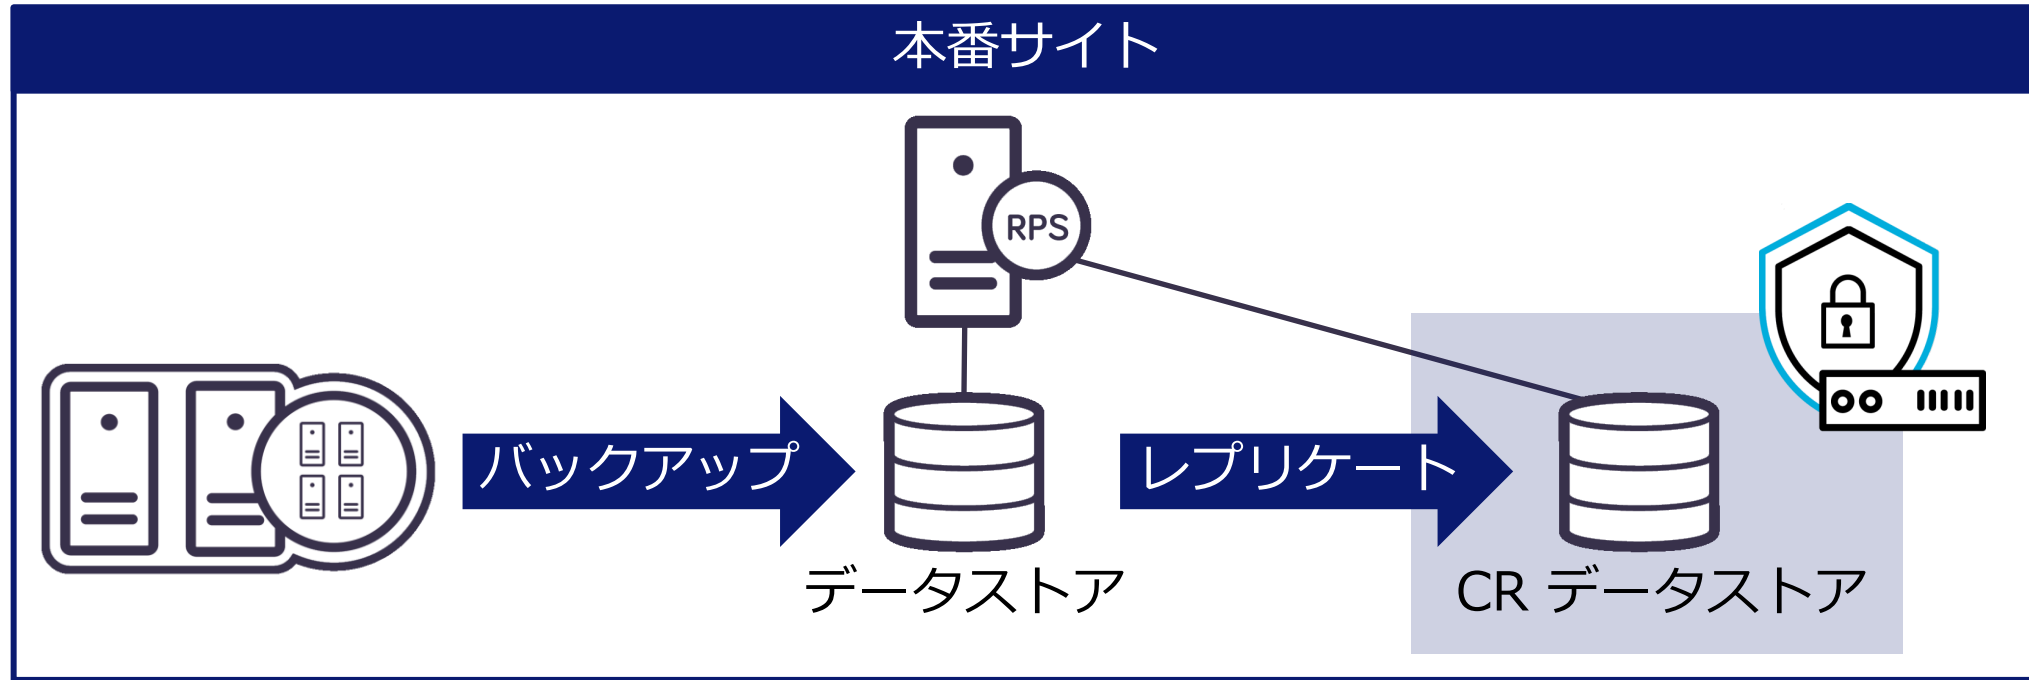 本番サイト
RPS
バックアップ
レプリケート
データストア
CR データストア